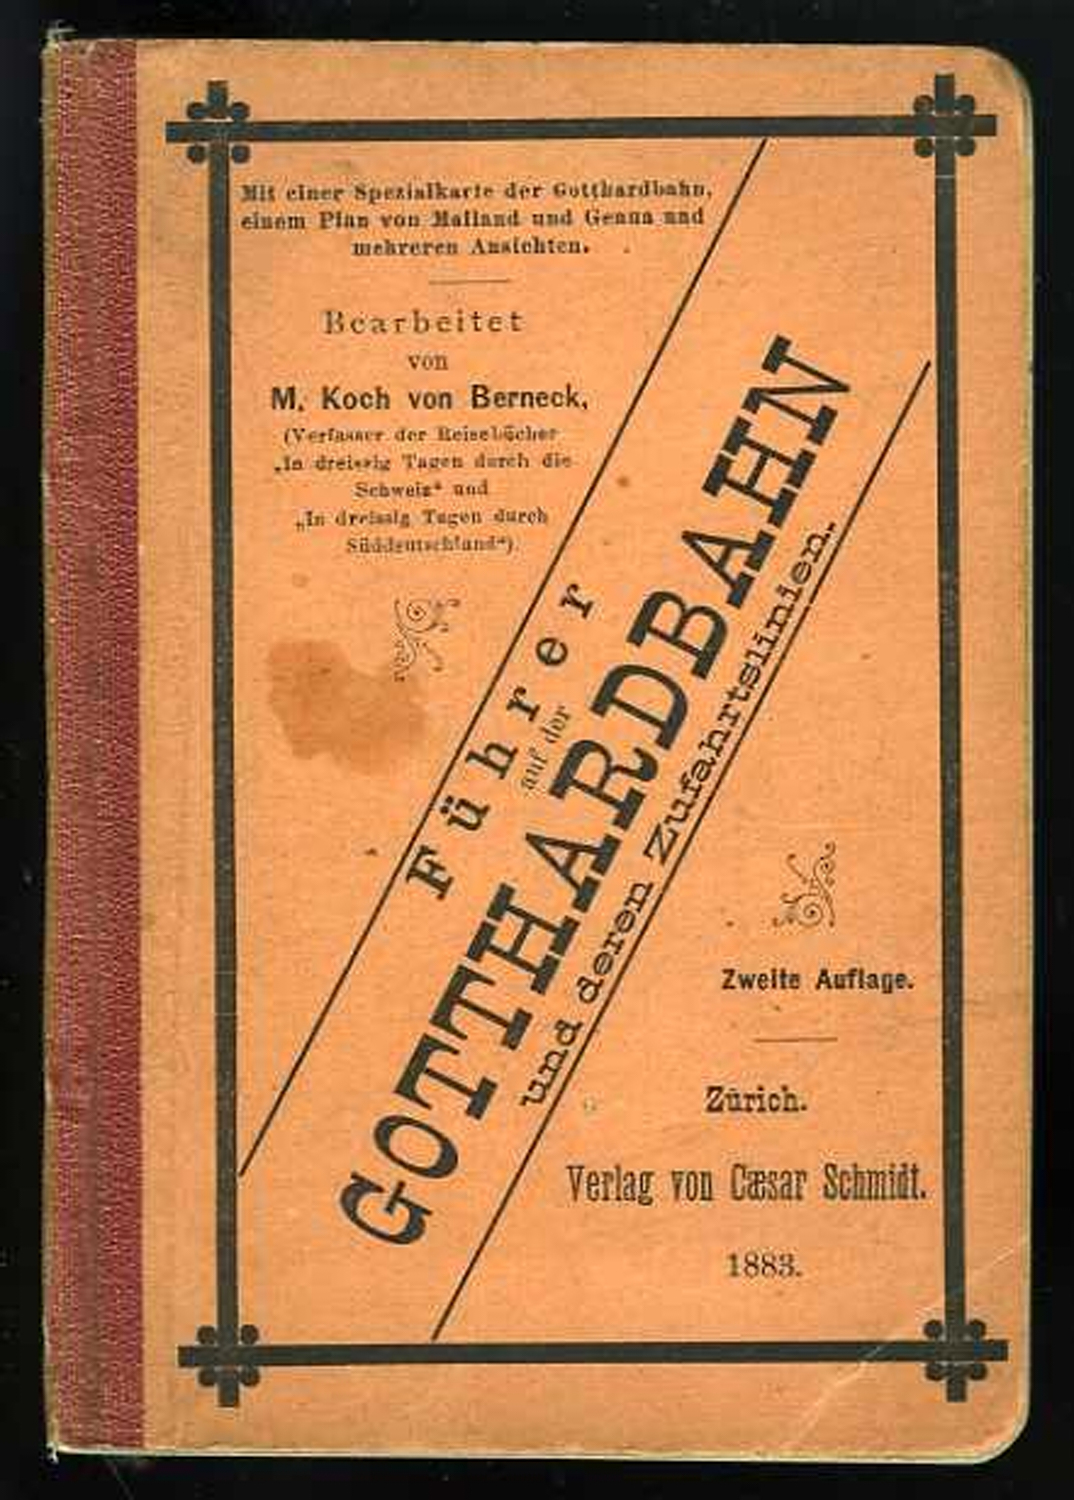 Mit einer Spezialkarte der Gotthardbahn,
einem Plan von Mailand und Genua und
mehreren Ansichten.
Bearbeitet
von
M. Koch von Berneck,
(Verfasser der Reisebücher
„In dreissig Tagen durch die
Schweiz“ und
„In dreissig Tagen durch
Süddeutschland“).
Führer
auf der
GOTTHARDBAHN
und deren Zufahrtslinien.
Zweite Auflage.
Zürich.
Verlag von Cæsar Schmidt.
1883.